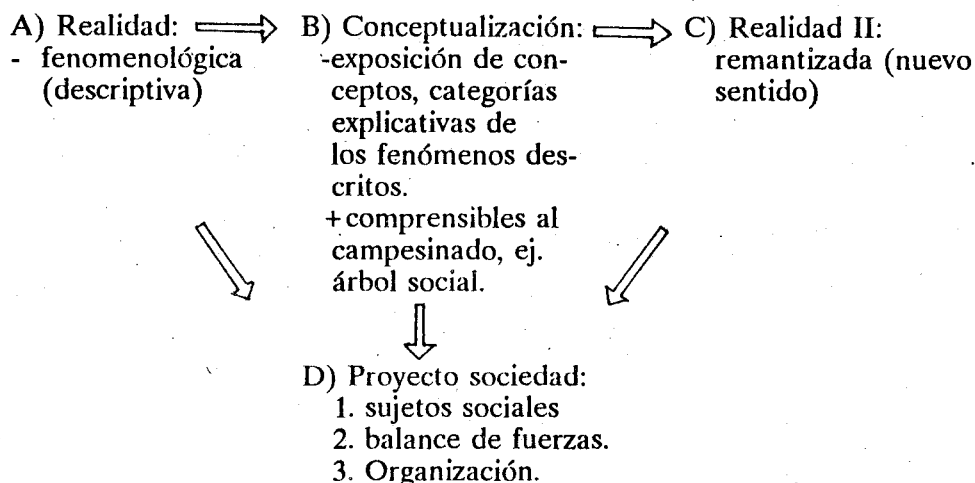 A) Realidad:
- fenomenológica
(descriptiva)
B) Conceptualización:
-exposición de con-
ceptos, categorías
explicativas de
los fenómenos des-
critos.
+comprensibles al
campesinado, ej.
árbol social.
C) Realidad II:
remantizada (nuevo
sentido)
D) Proyecto sociedad:
1. sujetos sociales
2. balance de fuerzas.
3. Organización.